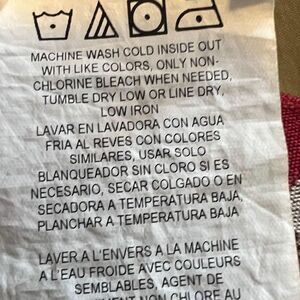 MACHINE WASH COLD INSIDE OUT
WITH LIKE COLORS, ONLY NON-
CHLORINE BLEACH WHEN NEEDED,
TUMBLE DRY LOW OR LINE DRY,
LOW IRON
LAVAR EN LAVADORA CON AGUA
FRIA AL REVES CON COLORES
SIMILARES, USAR SOLO
BLANQUEADOR SIN CLORO SI ES
NECESARIO, SECAR COLGADO O EN
SECADORA A TEMPERATURA BAJA,
PLANCHAR A TEMPERATURA BAJA
LAVER A L'ENVERS A LA MACHINE
A L'EAU FROIDE AVEC COULEURS
SEMBLABLES, AGENT DE
NON CHLORE AU